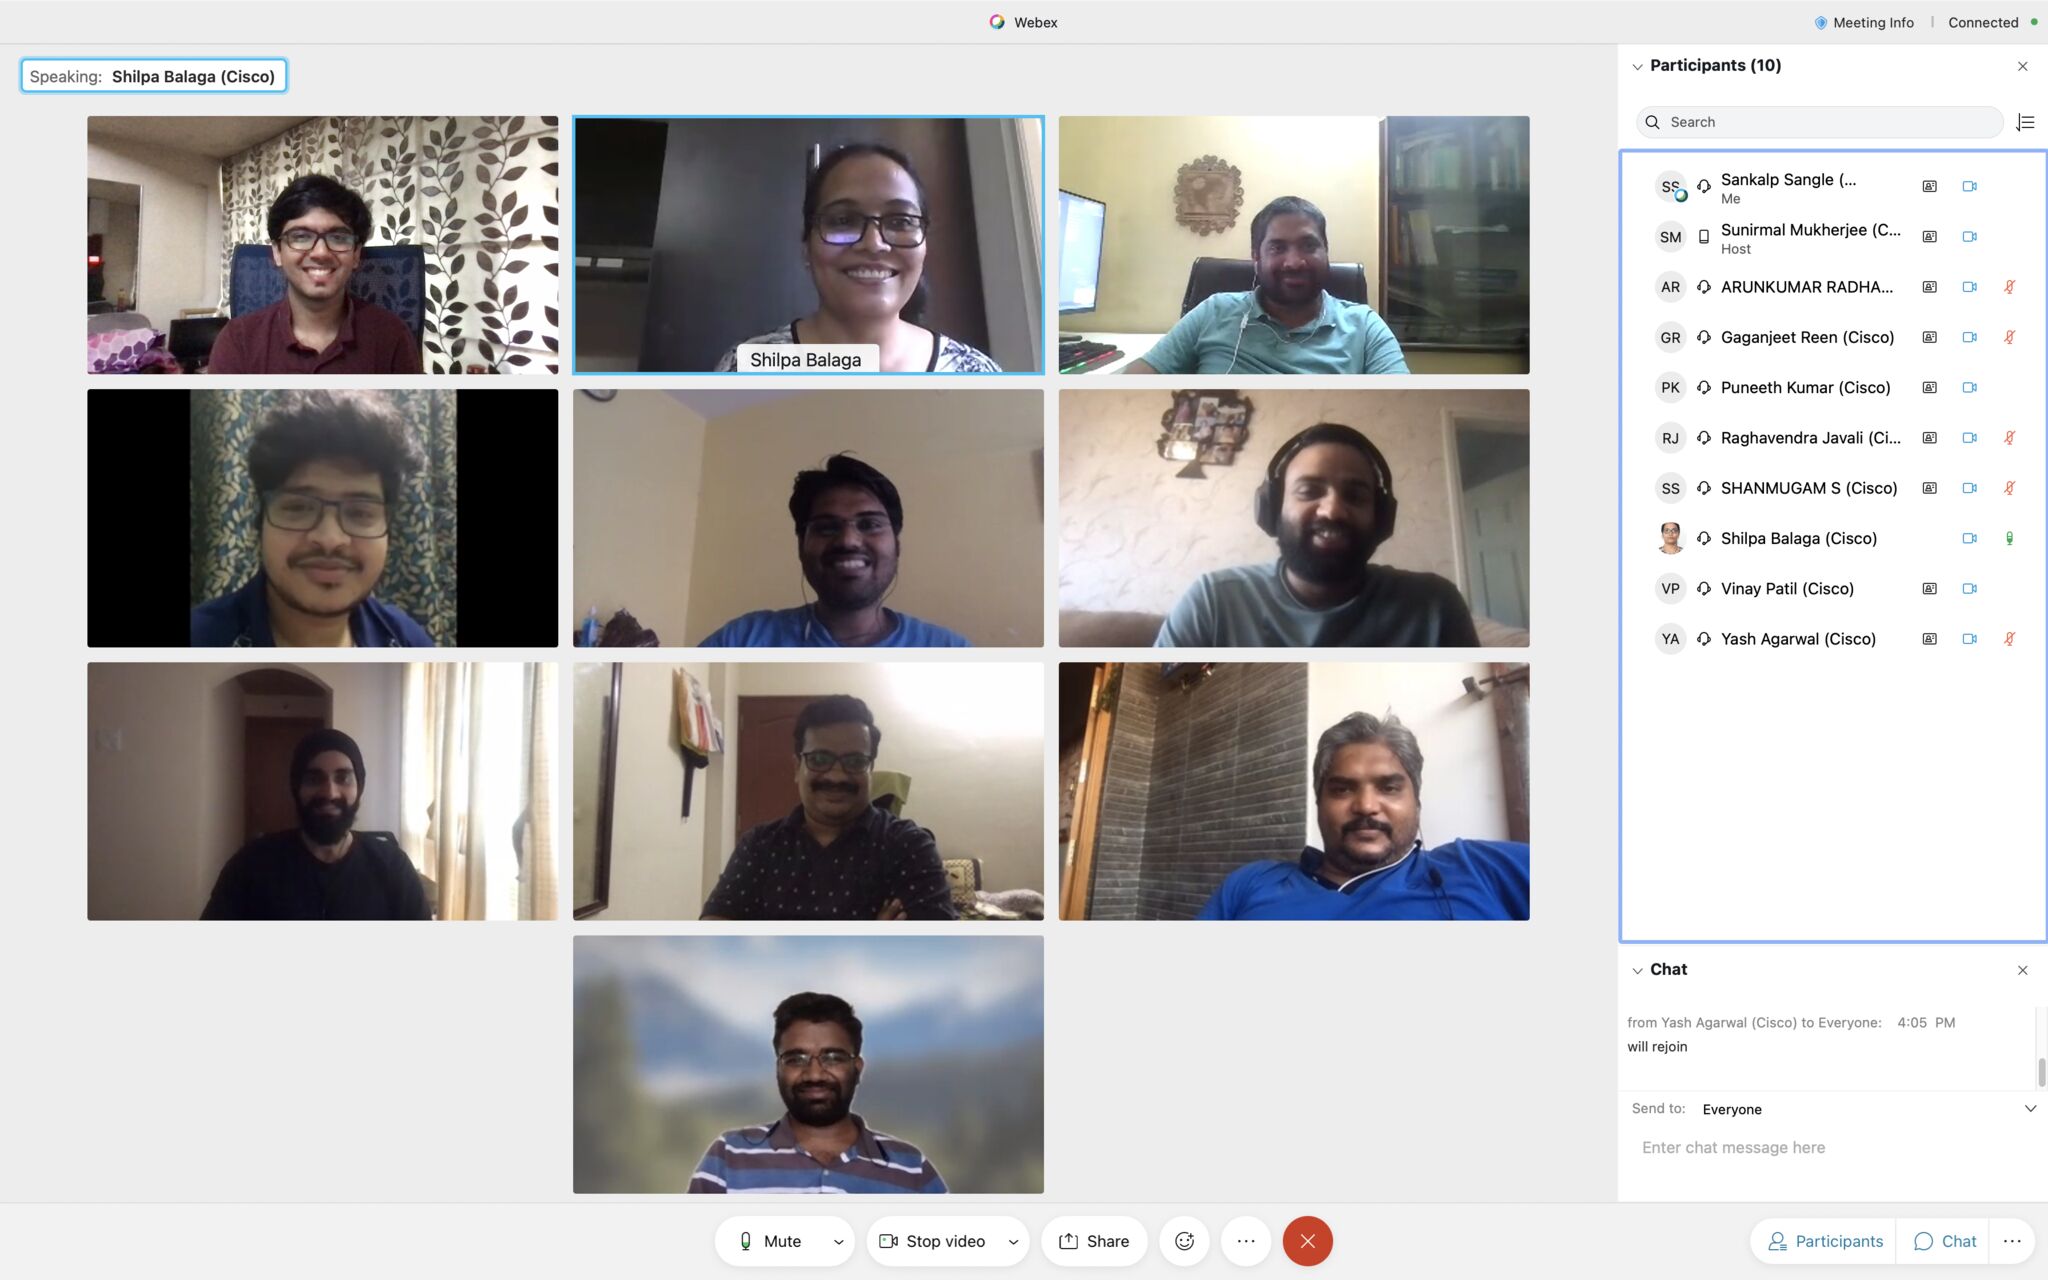 Webex
Meeting Info
Connected
Speaking: Shilpa Balaga (Cisco)
Shilpa Balaga
Participants (10)
Search
SS
Sankalp Sangle (...
Me
SM
Sunirmal Mukherjee (C...
Host
AR
ARUNKUMAR RADHA...
GR
Gaganjeet Reen (Cisco)
PK
Puneeth Kumar (Cisco)
RJ
Raghavendra Javali (Ci...
SS
SHANMUGAM S (Cisco)
Shilpa Balaga (Cisco)
VP
Vinay Patil (Cisco)
YA
Yash Agarwal (Cisco)
Chat
from Yash Agarwal (Cisco) to Everyone: 4:05 PM
will rejoin
Send to: Everyone
Enter chat message here
Mute
Stop video
Share
Participants
Chat